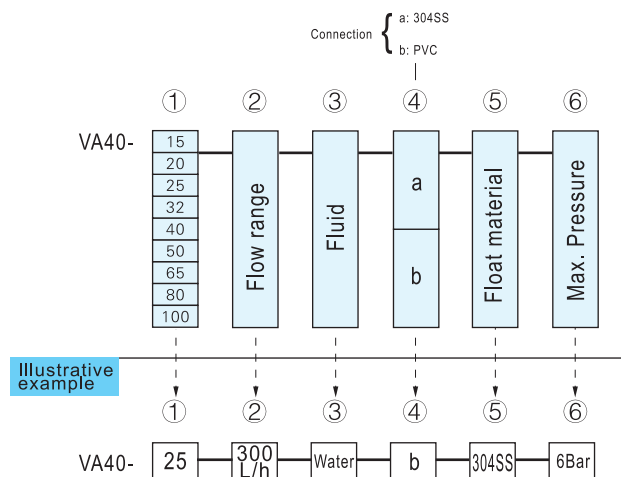 a: 304SS
Connection {
b: PVC
① ② ③ ④ ⑤ ⑥
VA40-
15
20
25
32
40
50
65
80
100
Flow range
Fluid
a
b
Float material
Max. Pressure
Illustrative
example
① ② ③ ④ ⑤ ⑥
VA40- 25 300 L/h Water b 304SS 6Bar